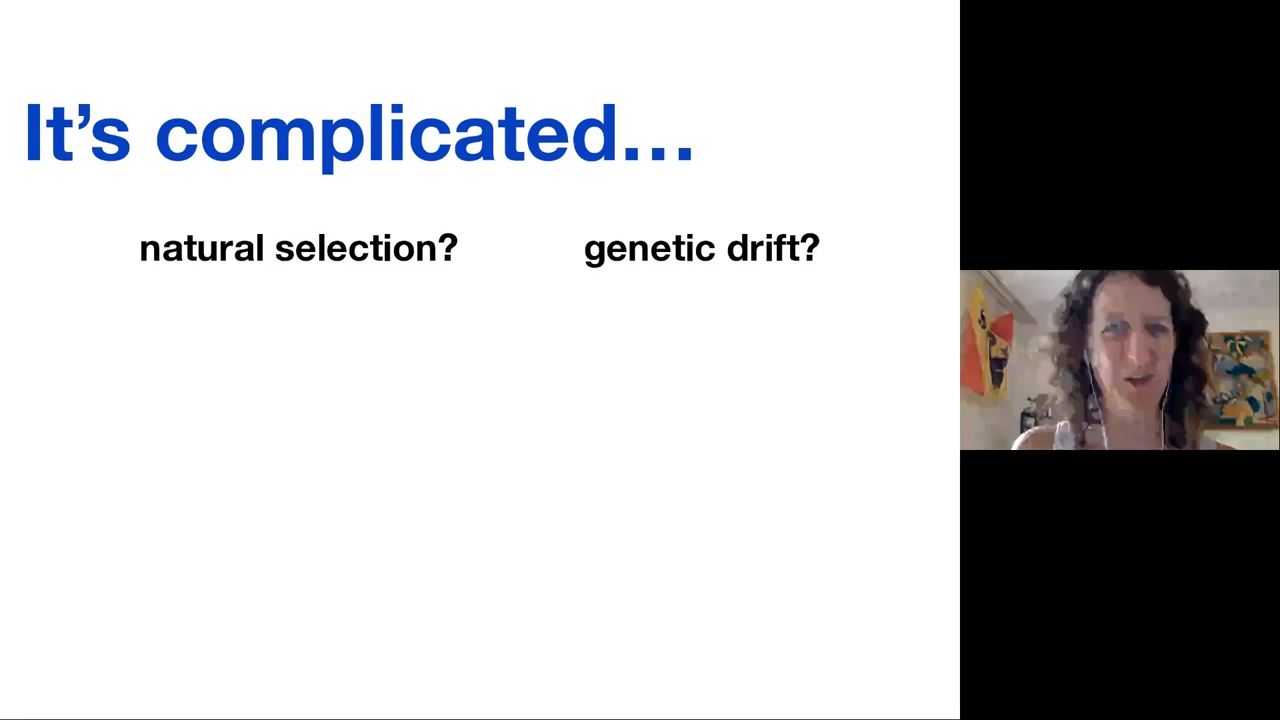 It’s complicated…
natural selection? genetic drift?